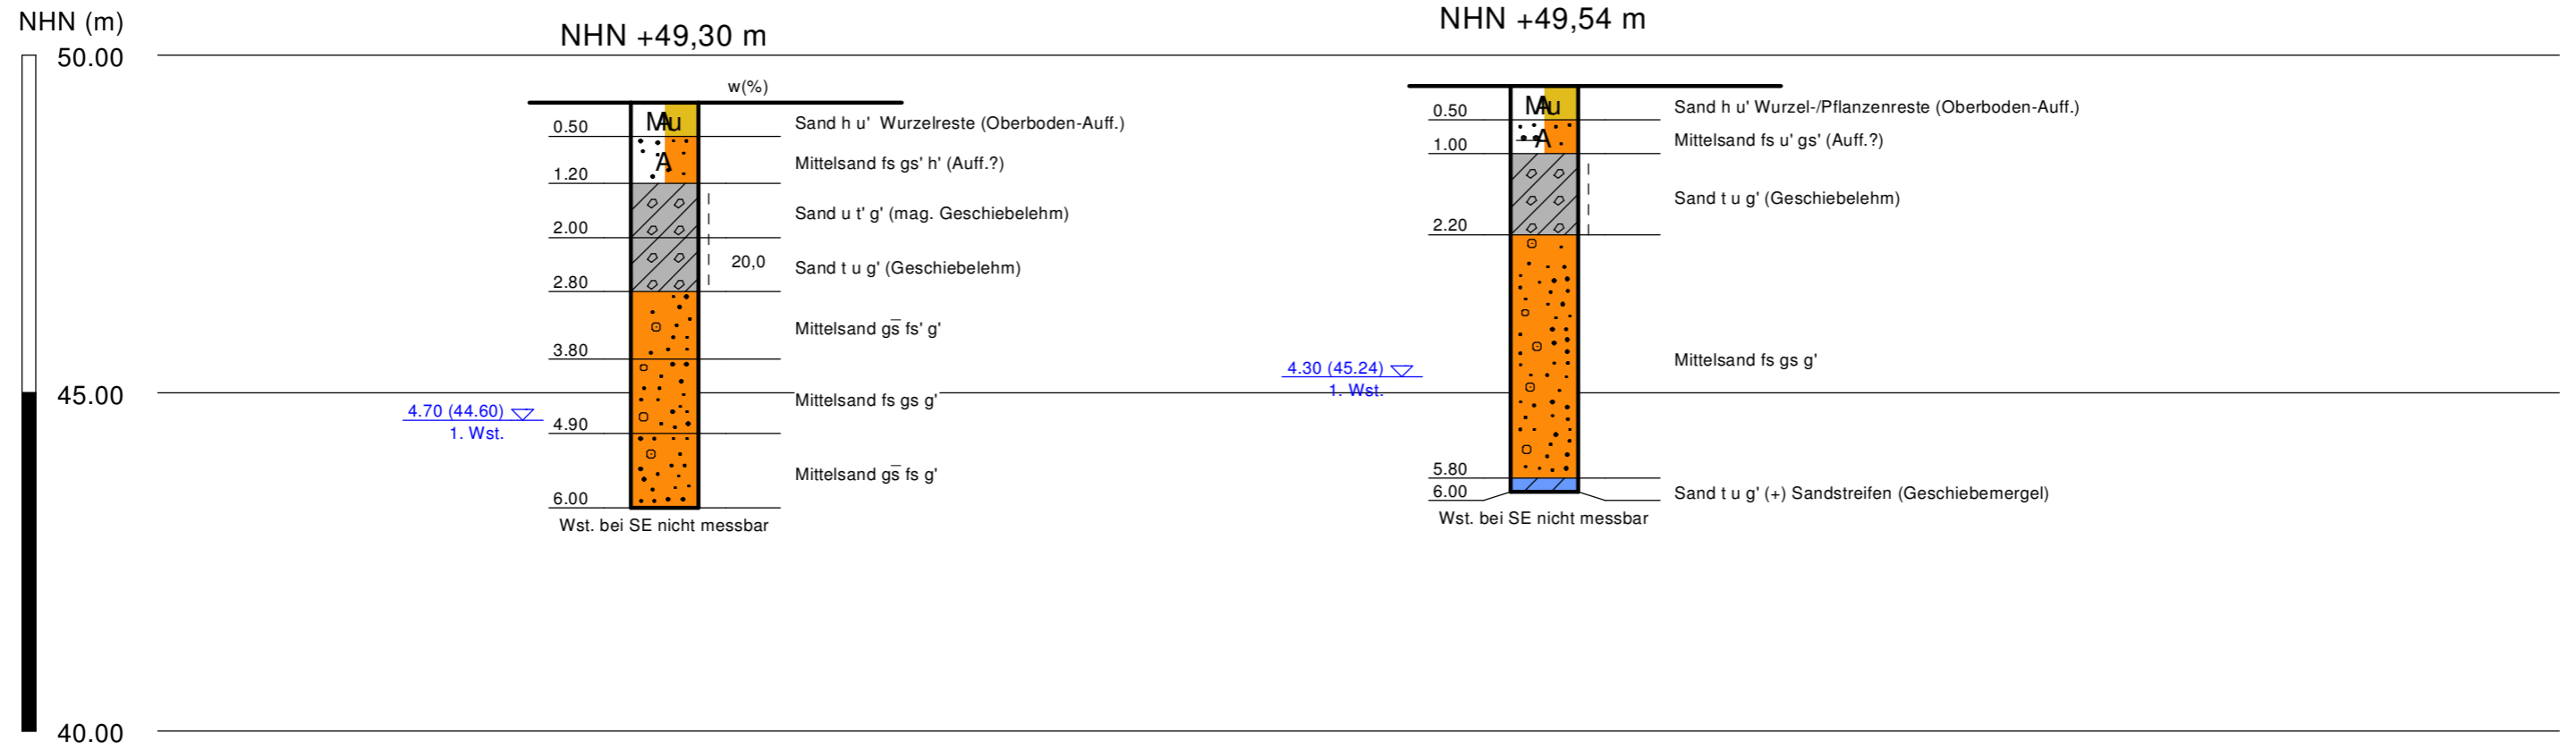 NHN (m)
50.00
45.00
40.00
NHN +49,30 m
w(%)
0.50
Mu A
Sand h u' Wurzelreste (Oberboden-Auff.)
1.20
A
Mittelsand fs gs' h' (Auff.?)
2.00
Sand u t' g' (mag. Geschiebelehm)
2.80
20,0
Sand t u g' (Geschiebelehm)
3.80
Mittelsand gs̅ fs' g'
4.90
Mittelsand fs gs g'
6.00
Mittelsand gs̅ fs g'
4.70 (44.60)
1. Wst.
Wst. bei SE nicht messbar
NHN +49,54 m
0.50
Mu A
Sand h u' Wurzel-/Pflanzenreste (Oberboden-Auff.)
1.00
A
Mittelsand fs u' gs' (Auff.?)
2.20
Sand t u g' (Geschiebelehm)
5.80
Mittelsand fs gs g'
6.00
Sand t u g' (+) Sandstreifen (Geschiebemergel)
4.30 (45.24)
1. Wst.
Wst. bei SE nicht messbar